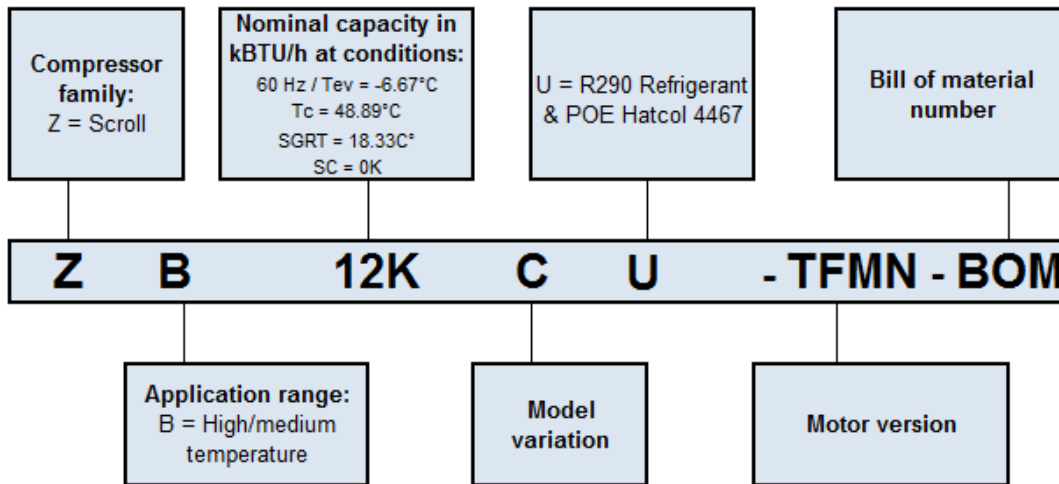 Compressor
family:
Z = Scroll
Nominal capacity in
kBTU/h at conditions:
60 Hz / Tev = -6.67°C
Tc = 48.89°C
SGRT = 18.33C°
SC = 0K
U = R290 Refrigerant
& POE Hatcol 4467
Bill of material
number
Z B 12K C U - TFMN - BOM
Application range:
B = High/medium
temperature
Model
variation
Motor version